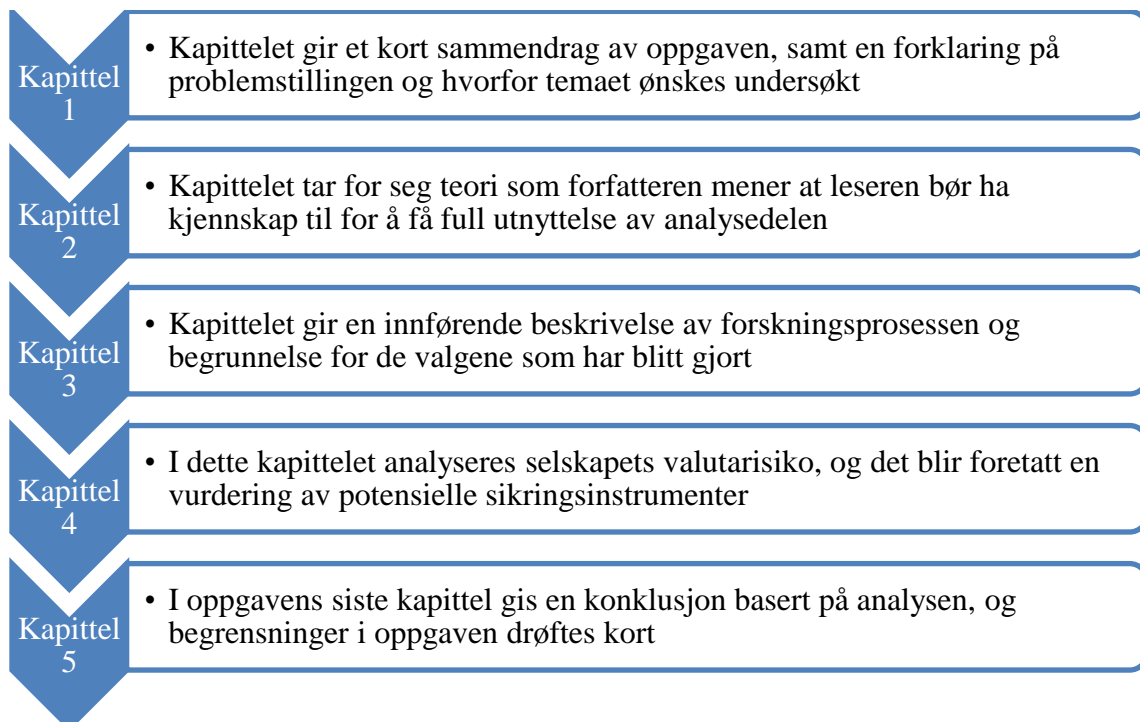 Kapittel
1
• Kapittelet gir et kort sammendrag av oppgaven, samt en forklaring på
problemstillingen og hvorfor temaet ønskes undersøkt
Kapittel
2
• Kapittelet tar for seg teori som forfatteren mener at leseren bør ha
kjennskap til for å få full utnyttelse av analysedelen
Kapittel
3
• Kapittelet gir en innførende beskrivelse av forskningsprosessen og
begrunnelse for de valgene som har blitt gjort
Kapittel
4
• I dette kapittelet analyseres selskapets valutarisiko, og det blir foretatt en
vurdering av potensielle sikringsinstrumenter
Kapittel
5
• I oppgavens siste kapittel gis en konklusjon basert på analysen, og
begrensninger i oppgaven drøftes kort